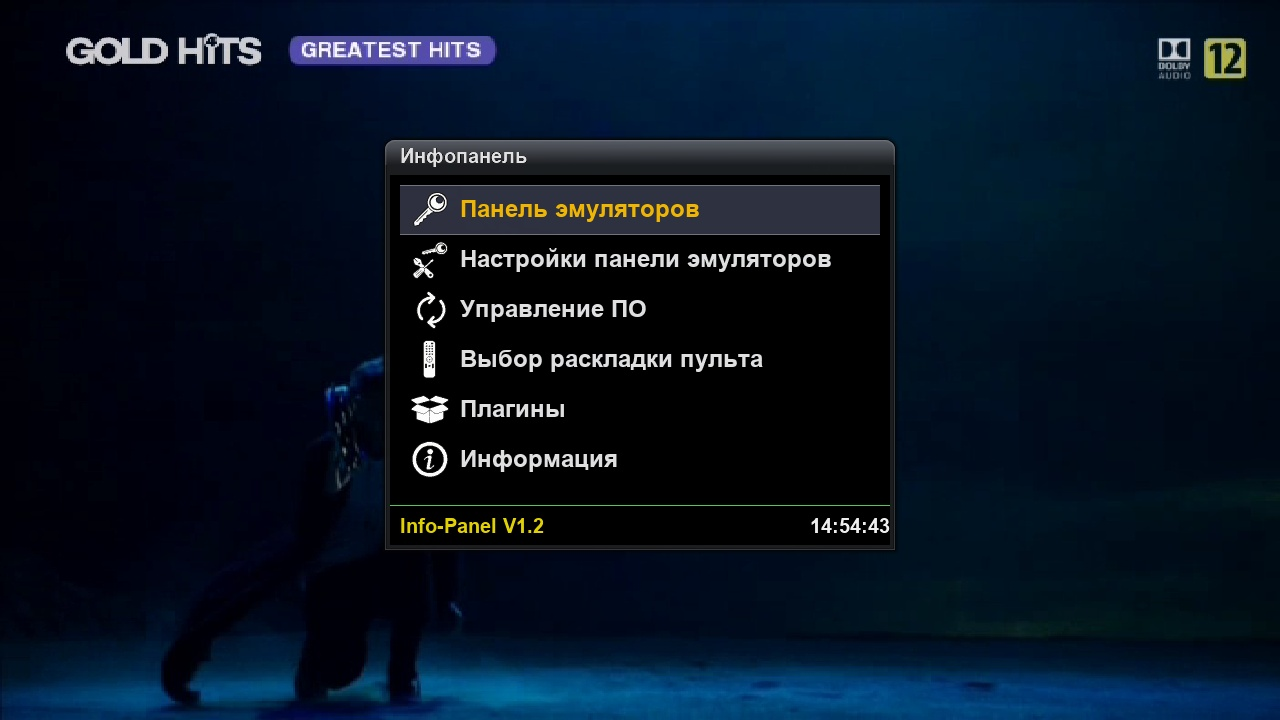 GOLD HITS GREATEST HITS
DOLBY
AUDIO
12
Инфопанель
Панель эмуляторов
Настройки панели эмуляторов
Управление ПО
Выбор раскладки пульта
Плагины
Информация
Info-Panel V1.2 14:54:43